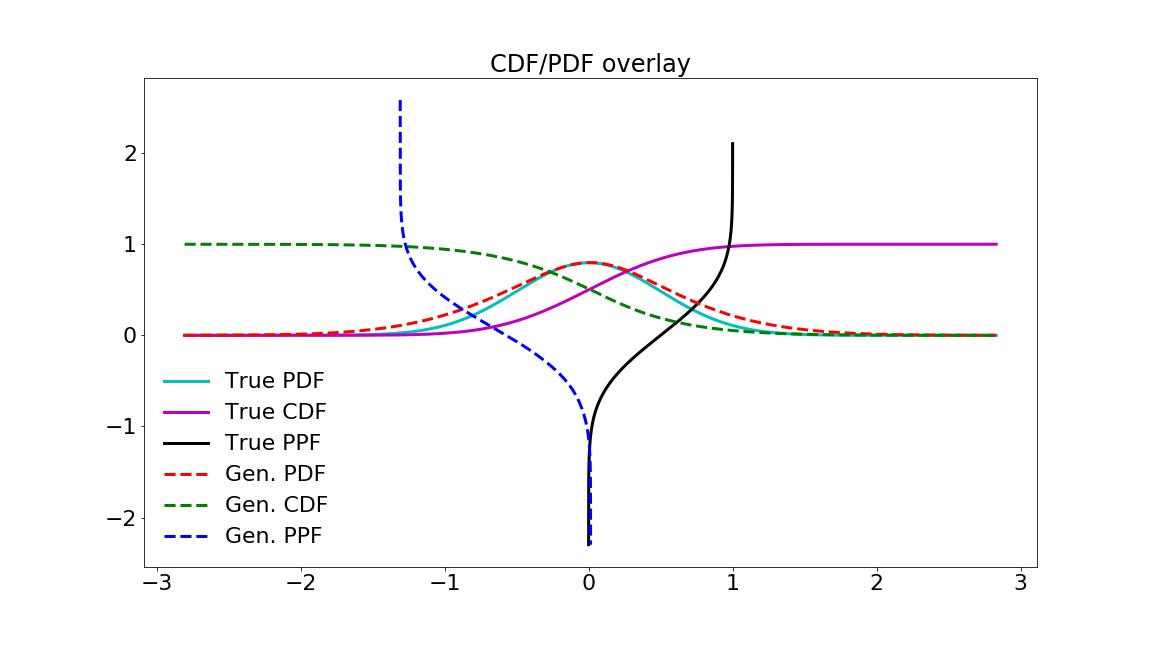 CDF/PDF overlay
2
1
0
−1
−2
True PDF
True CDF
True PPF
Gen. PDF
Gen. CDF
Gen. PPF
−3 −2 −1 0 1 2 3